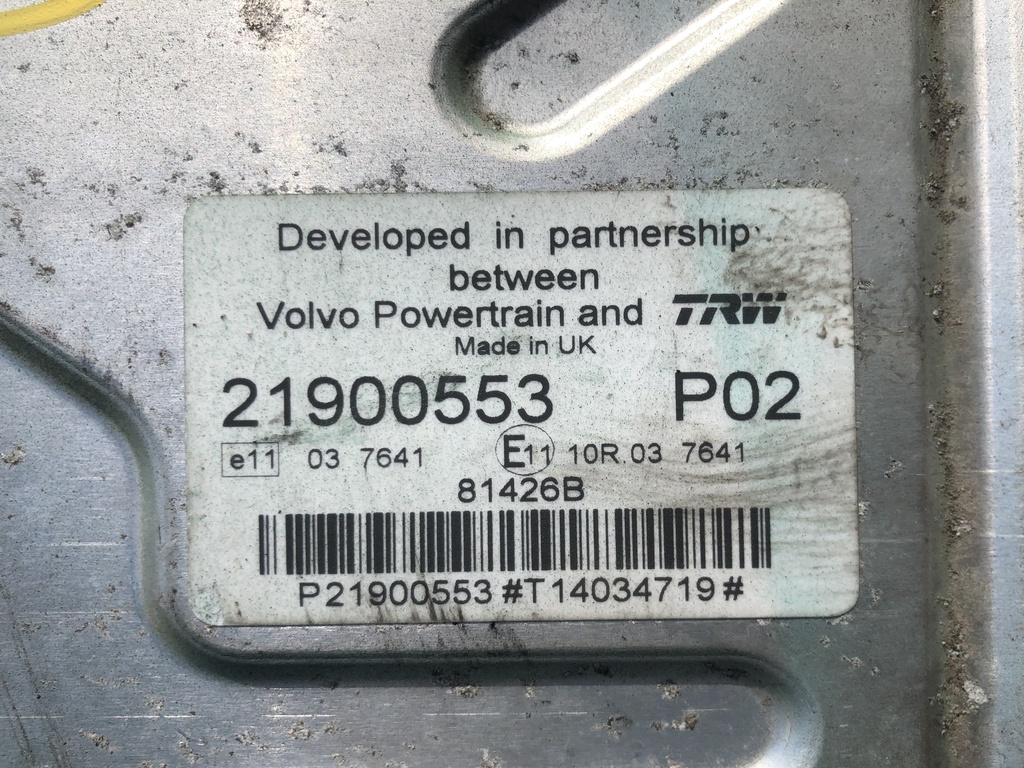 Developed in partnership
between
Volvo Powertrain and TRW
Made in UK
21900553 P02
e11 03 7641 E11 10R.03 7641
81426B
P21900553#T14034719#